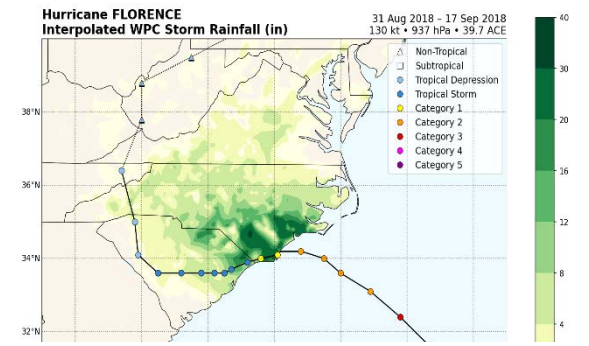 Hurricane FLORENCE
Interpolated WPC Storm Rainfall (in)
31 Aug 2018 – 17 Sep 2018
130 kt • 937 hPa • 39.7 ACE
Non-Tropical
Subtropical
Tropical Depression
Tropical Storm
Category 1
Category 2
Category 3
Category 4
Category 5
38°N
36°N
34°N
32°N
40
30
20
16
12
8
4